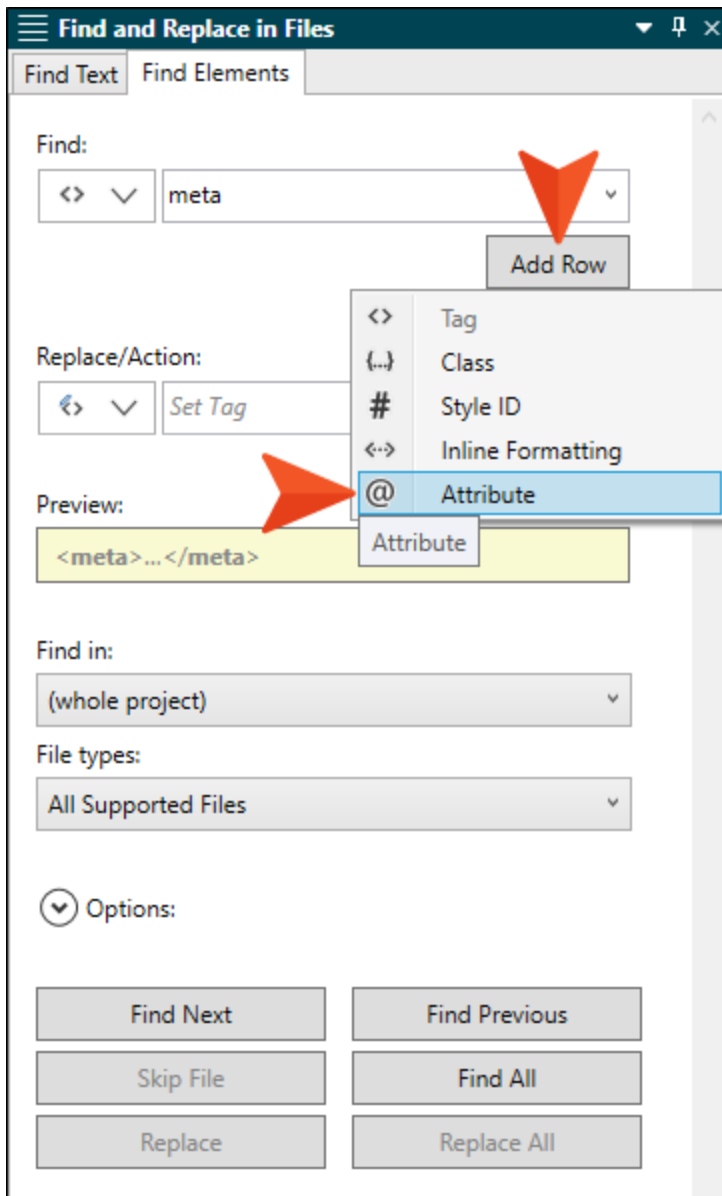 Find and Replace in Files
Find Text Find Elements
Find:
<> meta
Add Row
<> Tag
Replace/Action:
{...} Class
Set Tag
# Style ID
Inline Formatting
Preview:
@ Attribute
Attribute
<meta>...</meta>
Find in:
(whole project)
File types:
All Supported Files
Options:
Find Next Find Previous
Skip File Find All
Replace Replace All